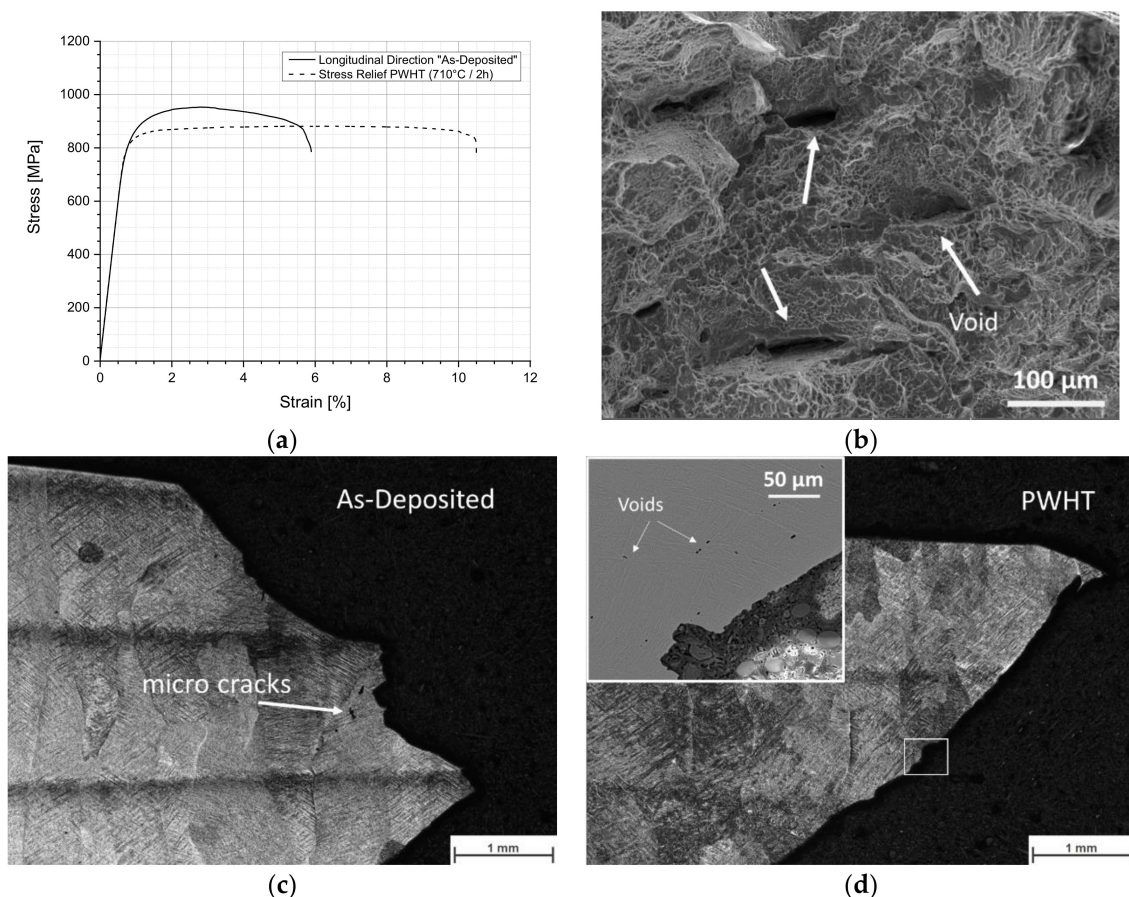 1200
1000
800
600
400
200
0
Stress [MPa]
Longitudinal Direction "As-Deposited"
Stress Relief PWHT (710°C / 2h)
0 2 4 6 8 10 12
Strain [%]
(a)
Void
100 µm
(b)
As-Deposited
micro cracks
1 mm
(c)
50 µm
Voids
PWHT
1 mm
(d)